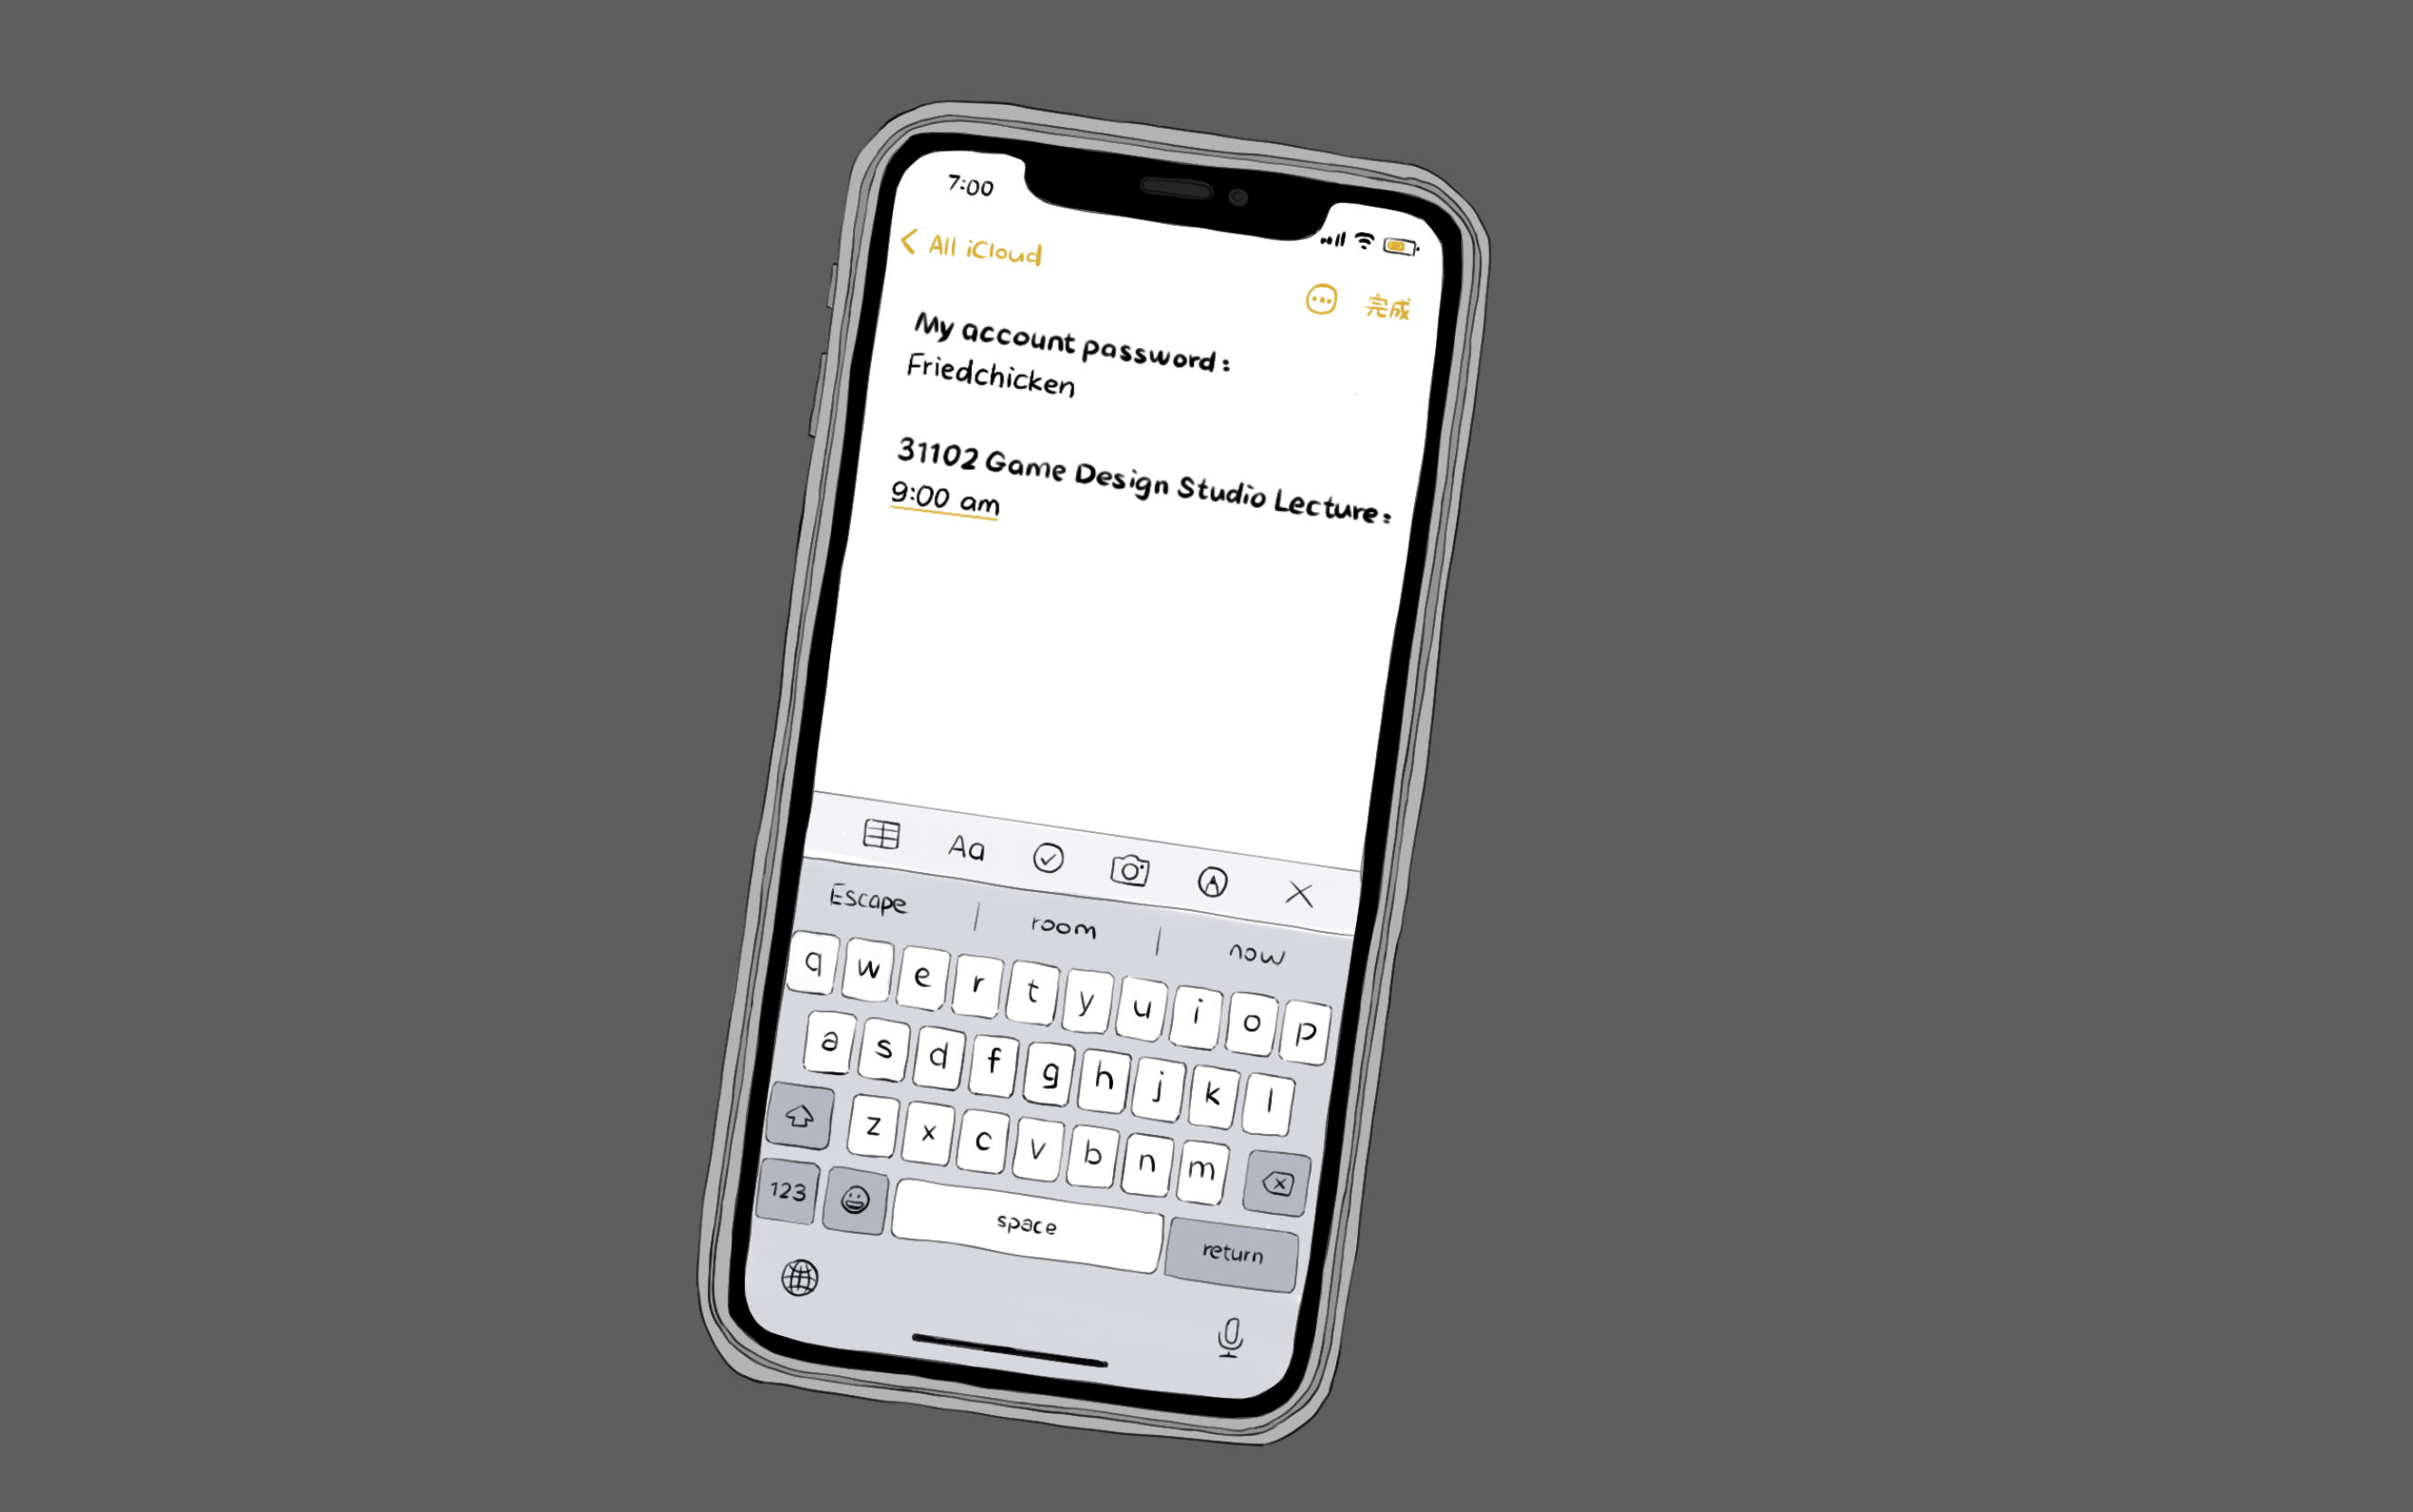 7:00
All iCloud
完成
My account password:
Friedchicken
31102 Game Design Studio Lecture:
9:00 am
Aa
A
Escape room now
q w e r t y u i o p
a s d f g h j k l
z x c v b n m
123 space return